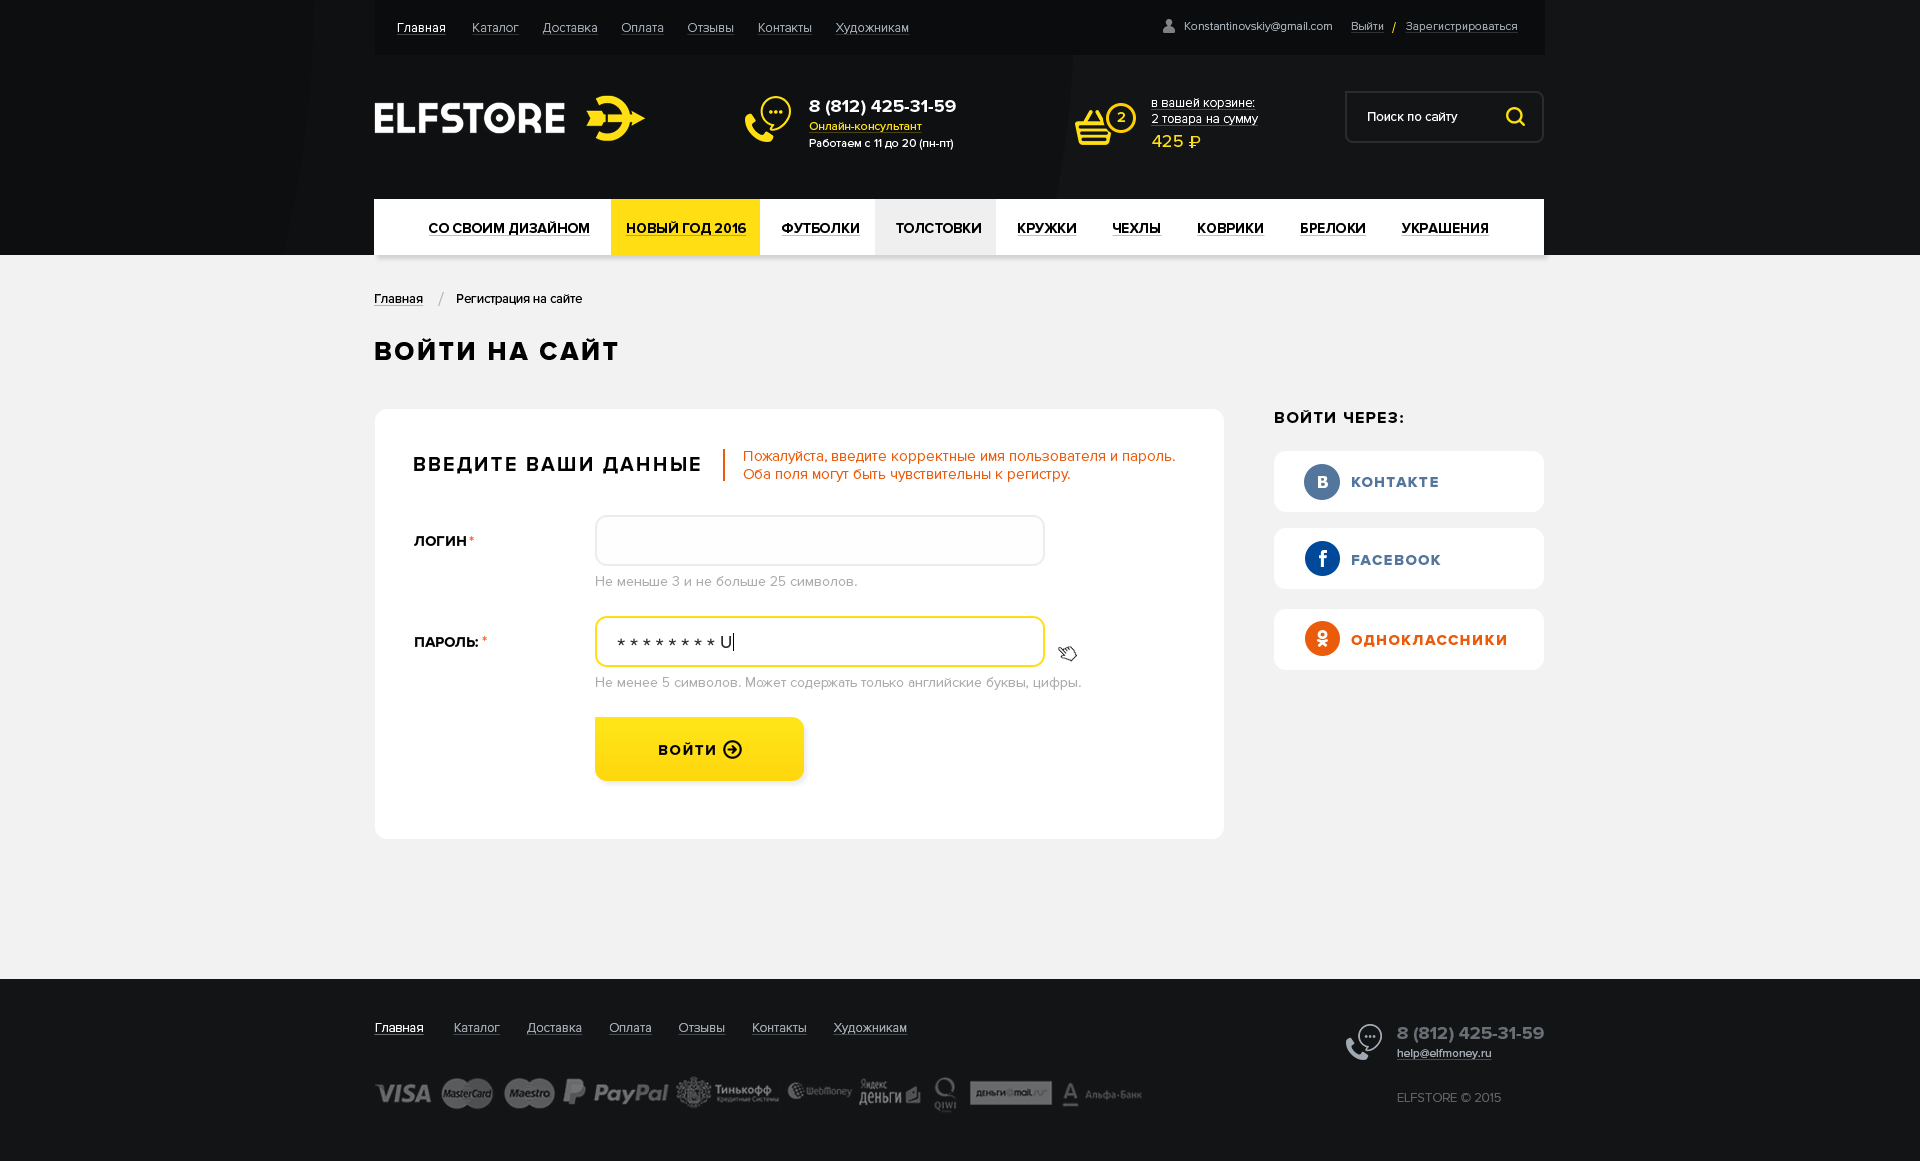 Главная Каталог Доставка Оплата Отзывы Контакты Художникам
Konstantinovskiy@gmail.com Выйти / Зарегистрироваться
ELFSTORE
8 (812) 425-31-59
Онлайн-консультант
Работаем с 11 до 20 (пн-пт)
2
в вашей корзине:
2 товара на сумму
425 ₽
Поиск по сайту
СО СВОИМ ДИЗАЙНОМ НОВЫЙ ГОД 2016 ФУТБОЛКИ ТОЛСТОВКИ КРУЖКИ ЧЕХЛЫ КОВРИКИ БРЕЛОКИ УКРАШЕНИЯ
Главная / Регистрация на сайте
ВОЙТИ НА САЙТ
ВВЕДИТЕ ВАШИ ДАННЫЕ
Пожалуйста, введите корректные имя пользователя и пароль.
Оба поля могут быть чувствительны к регистру.
ЛОГИН *
Не меньше 3 и не больше 25 символов.
ПАРОЛЬ: *
* * * * * * * * U
Не менее 5 символов. Может содержать только английские буквы, цифры.
ВОЙТИ
ВОЙТИ ЧЕРЕЗ:
В КОНТАКТЕ
f FACEBOOK
ОДНОКЛАССНИКИ
Главная Каталог Доставка Оплата Отзывы Контакты Художникам
8 (812) 425-31-59
help@elfmoney.ru
VISA MasterCard Maestro PayPal Тинькофф Кредитные Системы WebMoney Яндекс Деньги QIWI деньги@mail.ru А Альфа·Банк
ELFSTORE © 2015